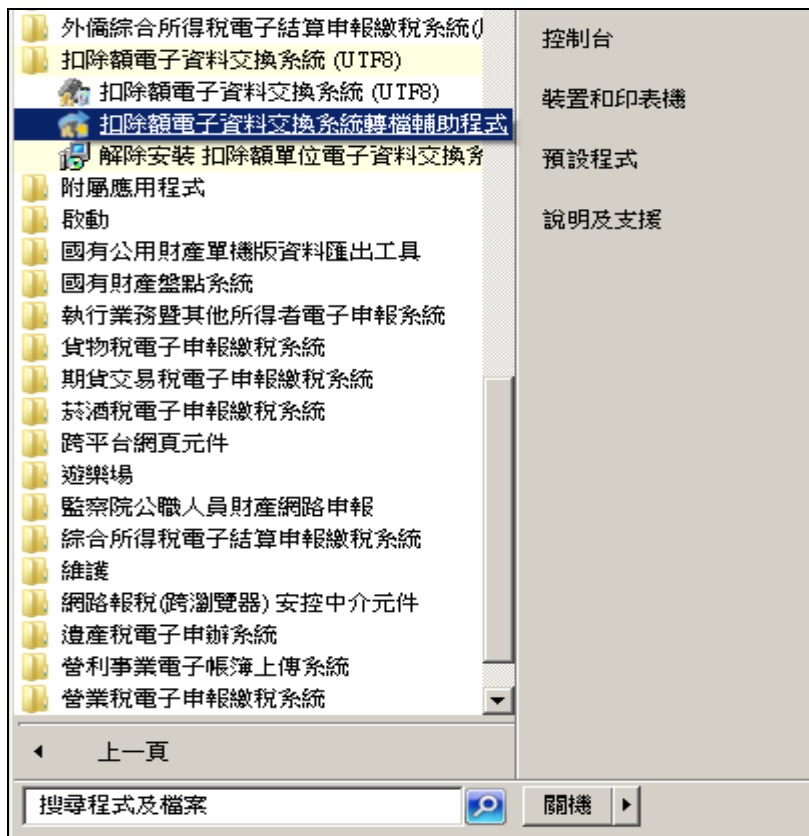 外僑綜合所得稅電子結算申報繳稅系統(
扣除額電子資料交換系統 (UTF8)
扣除額電子資料交換系統 (UTF8)
扣除額電子資料交換系統轉檔輔助程式
解除安裝 扣除額單位電子資料交換系
附屬應用程式
啟動
國有公用財產單機版資料匯出工具
國有財產盤點系統
執行業務暨其他所得者電子申報系統
貨物稅電子申報繳稅系統
期貨交易稅電子申報繳稅系統
菸酒稅電子申報繳稅系統
跨平台網頁元件
遊樂場
監察院公職人員財產網路申報
綜合所得稅電子結算申報繳稅系統
維護
網路報稅(跨瀏覽器) 安控中介元件
遺產稅電子申辦系統
營利事業電子帳簿上傳系統
營業稅電子申報繳稅系統
上一頁
搜尋程式及檔案
控制台
裝置和印表機
預設程式
說明及支援
關機